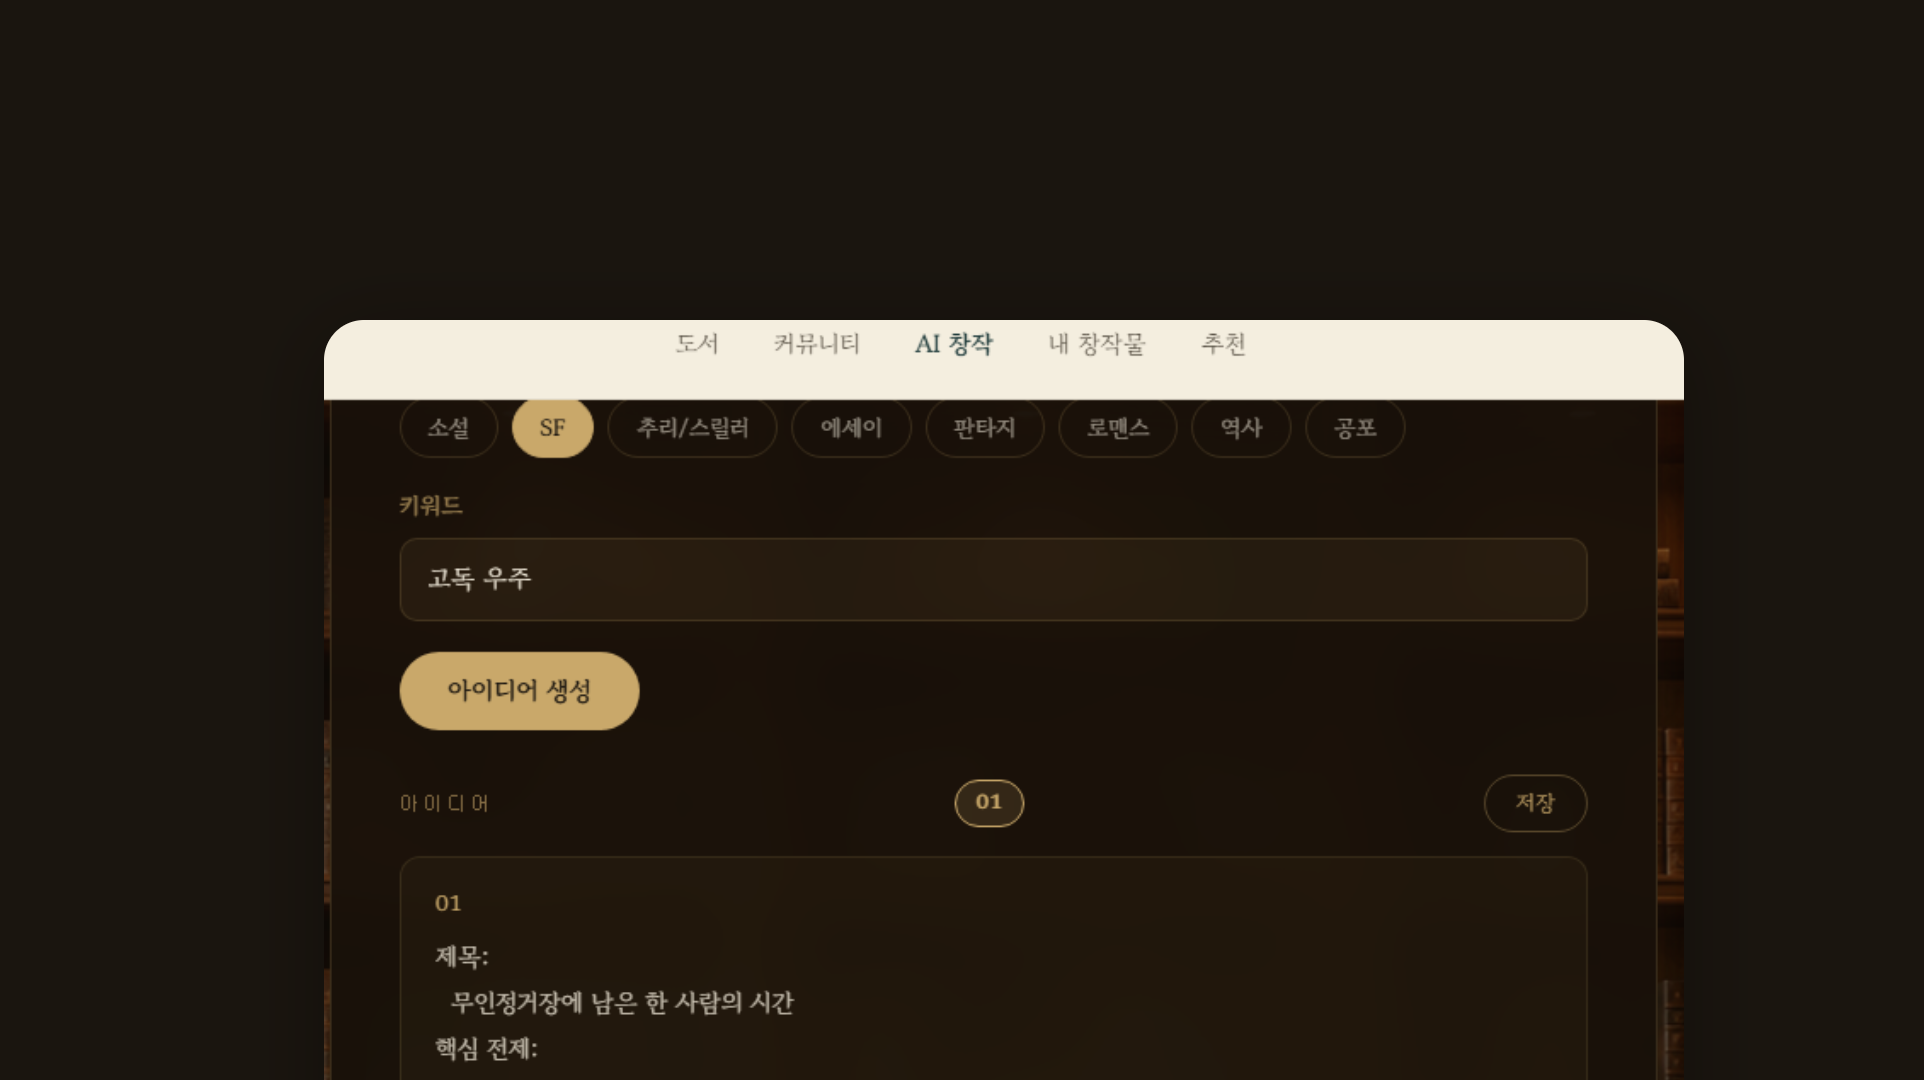 도서 커뮤니티 AI 창작 내 창작물 추천
소설 SF 추리/스릴러 에세이 판타지 로맨스 역사 공포
키워드
고독 우주
아이디어 생성
아이디어 01 저장
01
제목:
무인정거장에 남은 한 사람의 시간
핵심 전제: